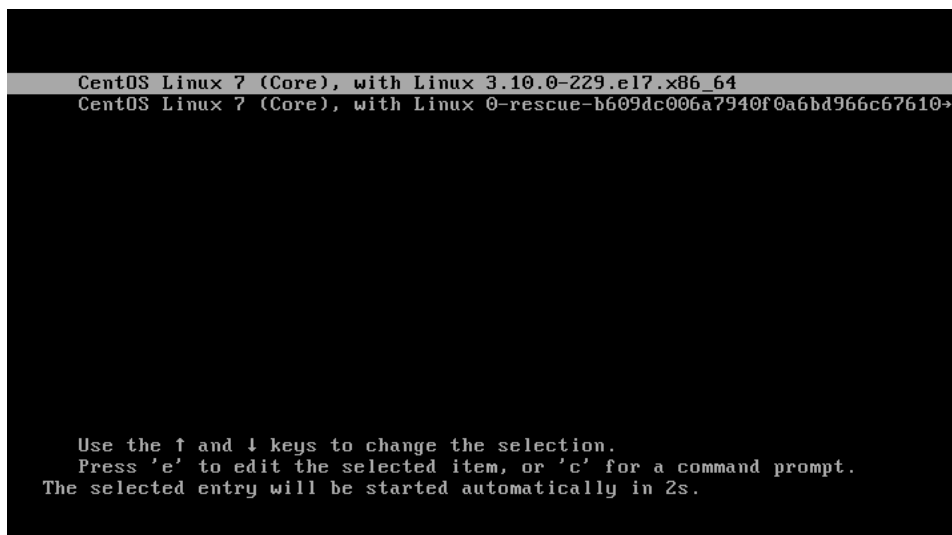 CentOS Linux 7 (Core), with Linux 3.10.0-229.el7.x86_64
CentOS Linux 7 (Core), with Linux 0-rescue-b609dc006a7940f0a6bd966c67610→
Use the ↑ and ↓ keys to change the selection.
Press 'e' to edit the selected item, or 'c' for a command prompt.
The selected entry will be started automatically in 2s.